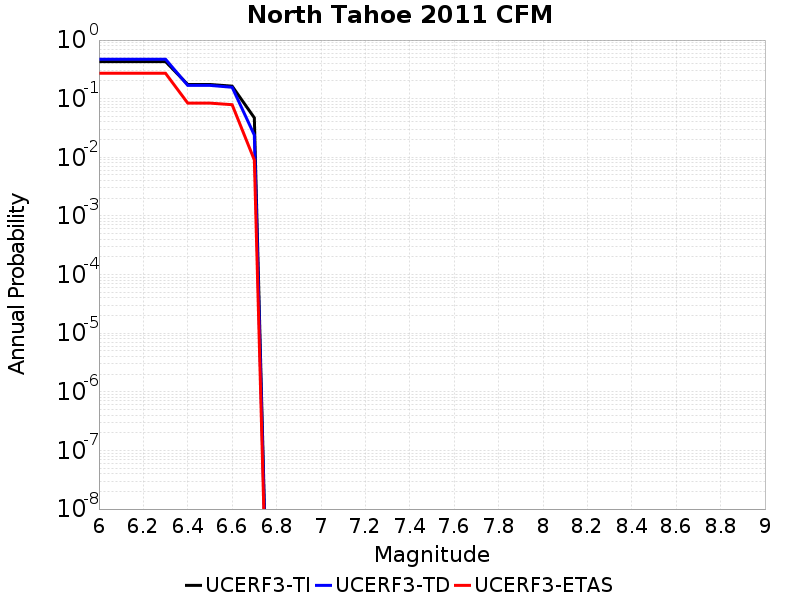 North Tahoe 2011 CFM
10^0
10^-1
10^-2
10^-3
10^-4
10^-5
10^-6
10^-7
10^-8
Annual Probability
6 6.2 6.4 6.6 6.8 7 7.2 7.4 7.6 7.8 8 8.2 8.4 8.6 8.8 9
Magnitude
UCERF3-TI UCERF3-TD UCERF3-ETAS